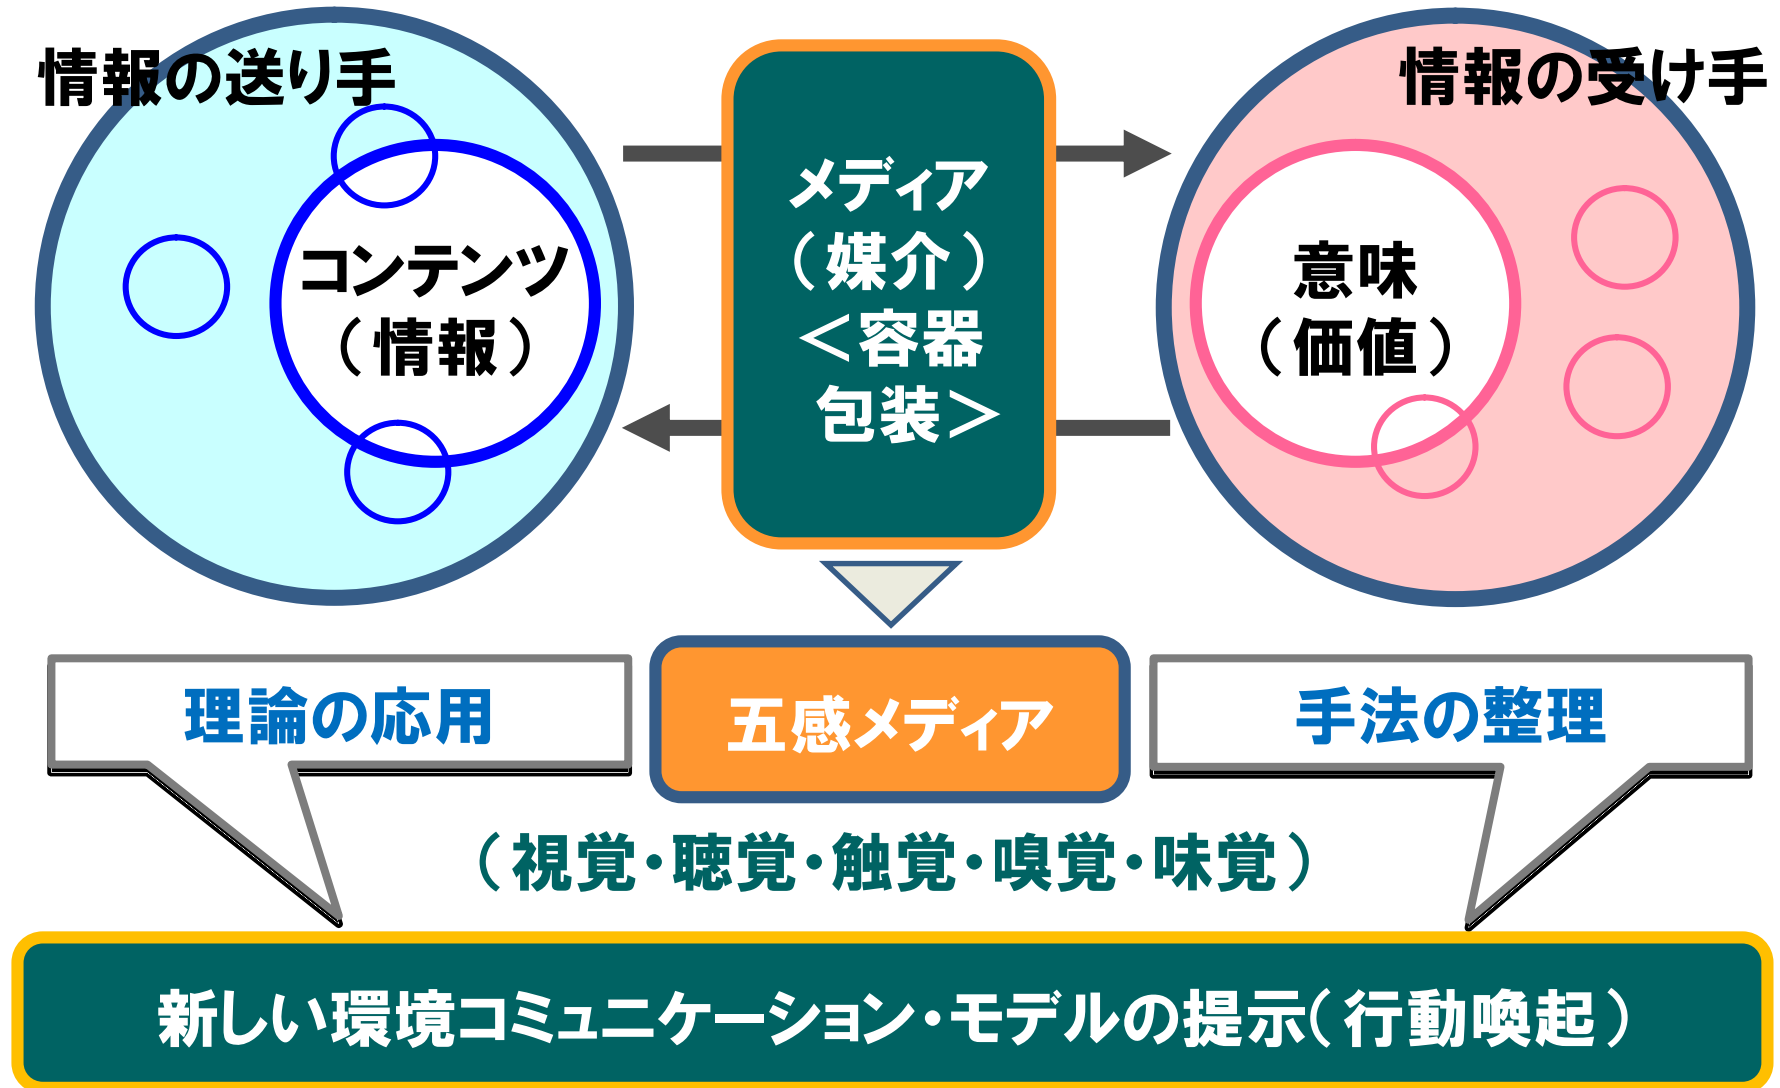 情報の送り手
情報の受け手
コンテンツ
（情報）
メディア
（媒介）
＜容器
包装＞
意味
（価値）
理論の応用
五感メディア
手法の整理
（視覚・聴覚・触覚・嗅覚・味覚）
新しい環境コミュニケーション・モデルの提示（行動喚起）